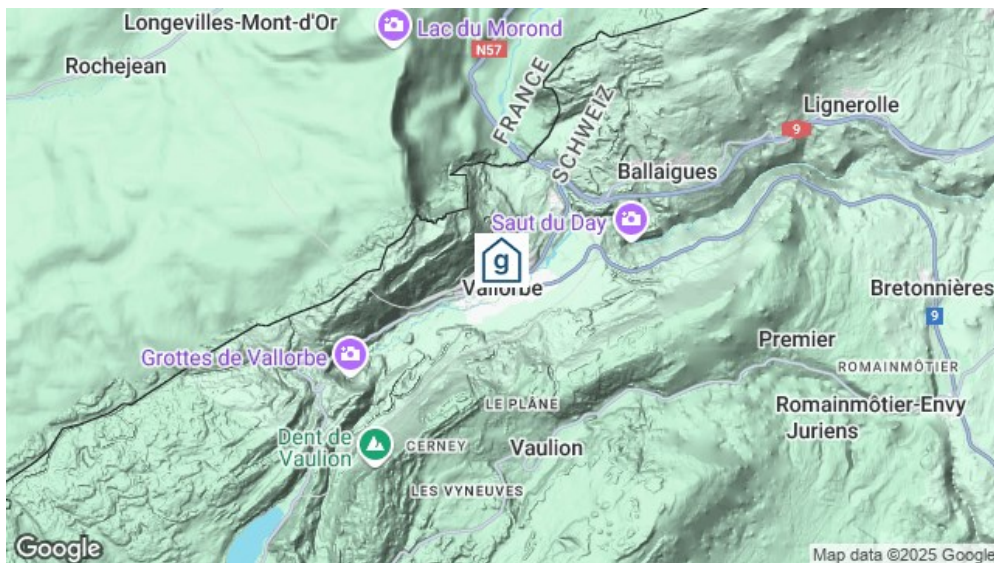 Longevilles-Mont-d'Or
Lac du Morond
N57
Rochejean
FRANCE
SCHWEIZ
Lignerolle
9
Ballaigues
Saut du Day
g
Vallorbe
Bretonnières
9
Grottes de Vallorbe
Premier
ROMAINMÔTIER
LE PLÂNE
Romainmôtier-Envy
Juriens
Dent de
Vaulion
CERNEY
Vaulion
LES VYNEUVES
Google
Map data ©2025 Google